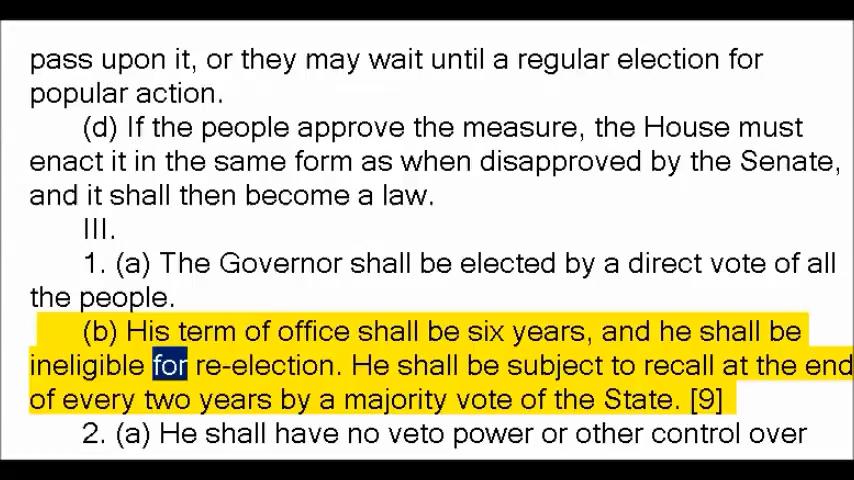 pass upon it, or they may wait until a regular election for
popular action.
(d) If the people approve the measure, the House must
enact it in the same form as when disapproved by the Senate,
and it shall then become a law.
III.
1. (a) The Governor shall be elected by a direct vote of all
the people.
(b) His term of office shall be six years, and he shall be
ineligible for re-election. He shall be subject to recall at the end
of every two years by a majority vote of the State. [9]
2. (a) He shall have no veto power or other control over